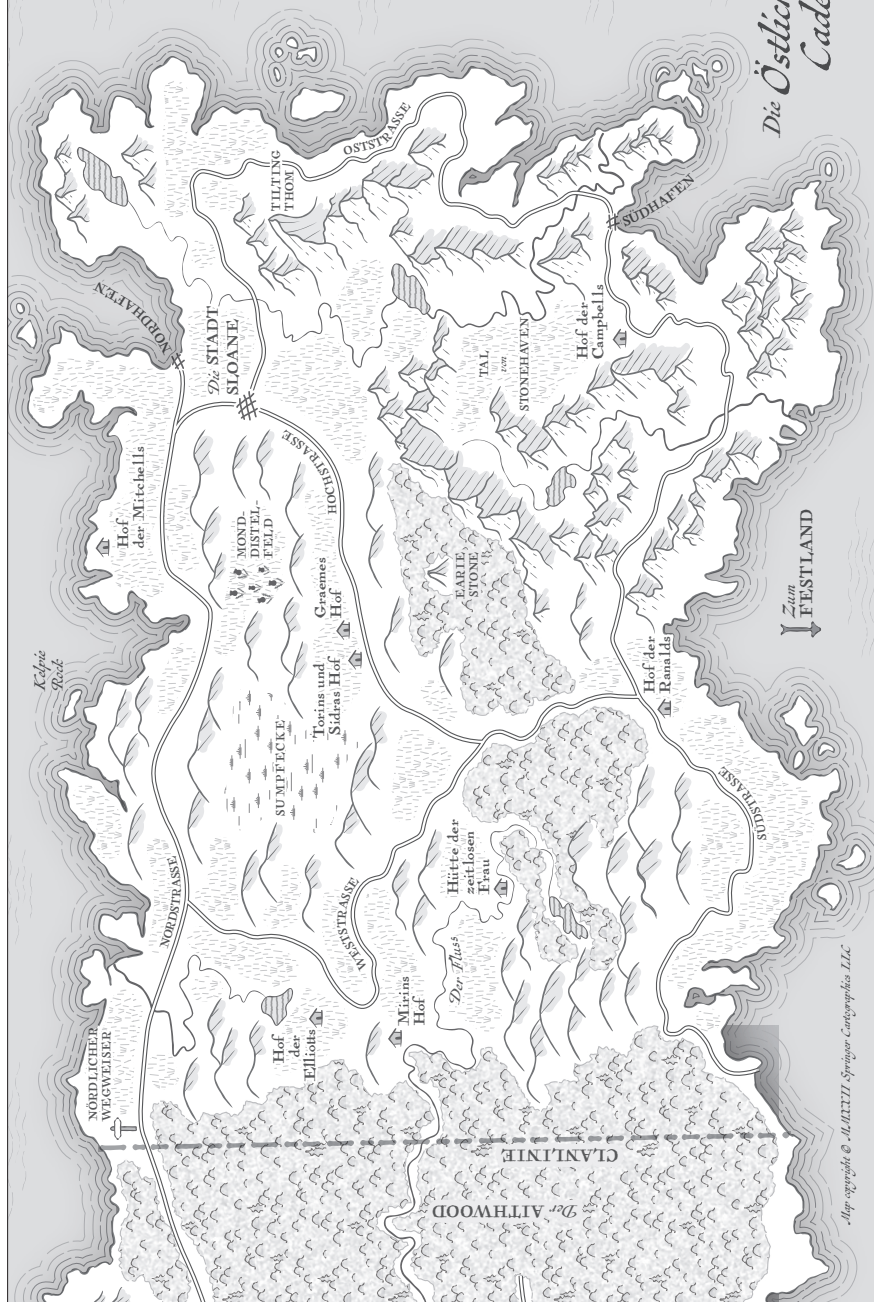 Die Östlich
Cade
NORDHAFEN
Die STADT
SLOANE
TILTING
THOM
OSTSTRASSE
SÜDHAFEN
Hof der
Campbells
TAL
von
STONEHAVEN
HOCHSTRASSE
Hof
der Mitchells
MOND-
DISTEL-
FELD
Graemes
Hof
EARIE
STONE
Kelpie
Rock
Torins und
Sidras Hof
SUMPFECKE
Hof der
Ranalds
Zum
FESTLAND
SÜDSTRASSE
Hütte der
zeitlosen
Frau
NORDSTRASSE
WESTSTRASSE
Der Fluss
Mirins
Hof
Hof
der
Elliotts
NÖRDLICHER
WEGWEISER
CLANLINIE
Der AITHWOOD
Map copyright © MMXXII Springer Cartographics LLC